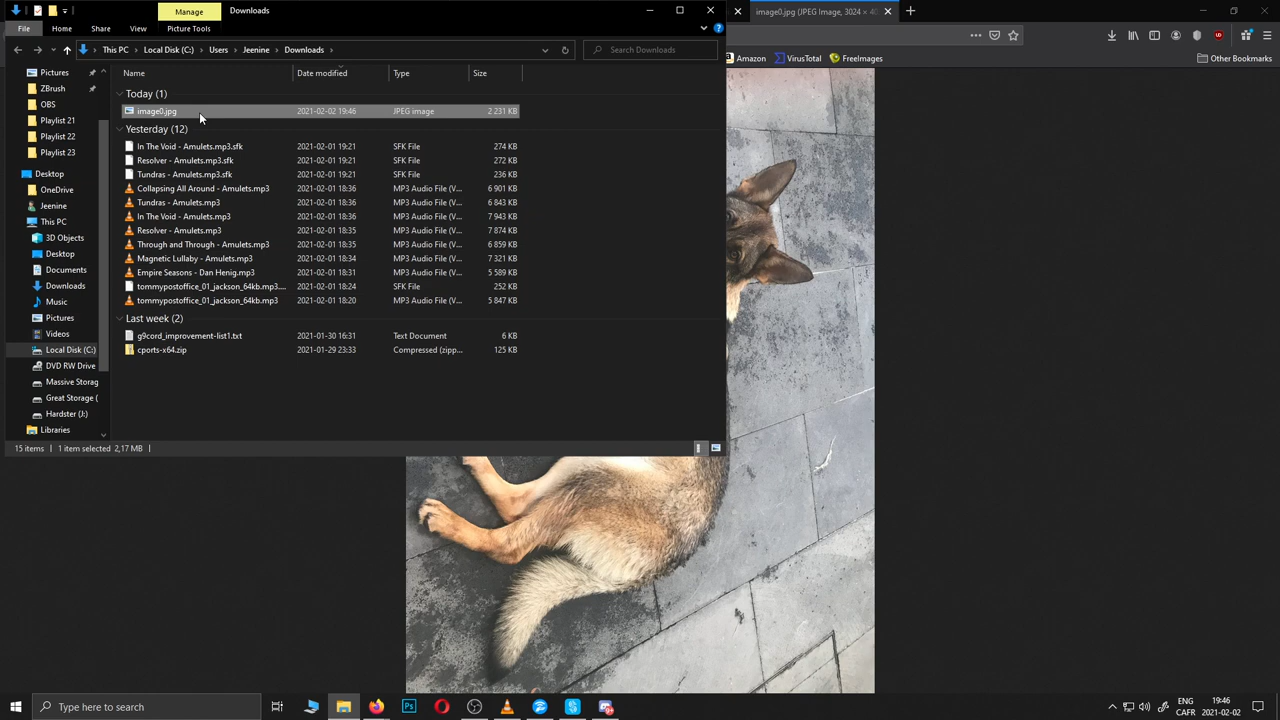 Manage
Downloads
image0.jpg (JPEG Image, 3024 × 40
File
Home
Share
View
Picture Tools
This PC
Local Disk (C:)
Users
Jeenine
Downloads
Search Downloads
Amazon
VirusTotal
FreeImages
Other Bookmarks
Name
Date modified
Type
Size
Pictures
ZBrush
OBS
Playlist 21
Playlist 22
Playlist 23
Desktop
OneDrive
Jeenine
This PC
3D Objects
Desktop
Documents
Downloads
Music
Pictures
Videos
Local Disk (C:)
DVD RW Drive
Massive Storag
Great Storage (
Hardster (J:)
Libraries
Today (1)
image0.jpg 2021-02-02 19:46 JPEG image 2 231 KB
Yesterday (12)
In The Void - Amulets.mp3.sfk 2021-02-01 19:21 SFK File 274 KB
Resolver - Amulets.mp3.sfk 2021-02-01 19:21 SFK File 272 KB
Tundras - Amulets.mp3.sfk 2021-02-01 19:21 SFK File 236 KB
Collapsing All Around - Amulets.mp3 2021-02-01 18:36 MP3 Audio File (V... 6 901 KB
Tundras - Amulets.mp3 2021-02-01 18:36 MP3 Audio File (V... 6 843 KB
In The Void - Amulets.mp3 2021-02-01 18:36 MP3 Audio File (V... 7 943 KB
Resolver - Amulets.mp3 2021-02-01 18:35 MP3 Audio File (V... 7 874 KB
Through and Through - Amulets.mp3 2021-02-01 18:35 MP3 Audio File (V... 6 859 KB
Magnetic Lullaby - Amulets.mp3 2021-02-01 18:34 MP3 Audio File (V... 7 321 KB
Empire Seasons - Dan Henig.mp3 2021-02-01 18:31 MP3 Audio File (V... 5 589 KB
tommypostoffice_01_jackson_64kb.mp3.... 2021-02-01 18:24 SFK File 252 KB
tommypostoffice_01_jackson_64kb.mp3 2021-02-01 18:20 MP3 Audio File (V... 5 847 KB
Last week (2)
g9cord_improvement-list1.txt 2021-01-30 16:31 Text Document 6 KB
cports-x64.zip 2021-01-29 23:33 Compressed (zipp... 125 KB
15 items
1 item selected 2,17 MB
Type here to search
Ps
ENG
CAFR
19:46
2021-02-02